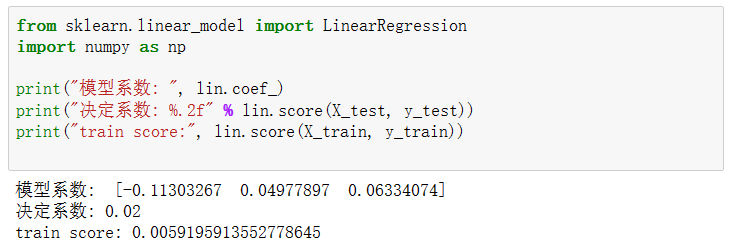 from sklearn.linear_model import LinearRegression
import numpy as np
print("模型系数: ", lin.coef_)
print("决定系数: %.2f" % lin.score(X_test, y_test))
print("train score:", lin.score(X_train, y_train))
模型系数:  [-0.11303267  0.04977897  0.06334074]
决定系数: 0.02
train score: 0.0059195913552778645